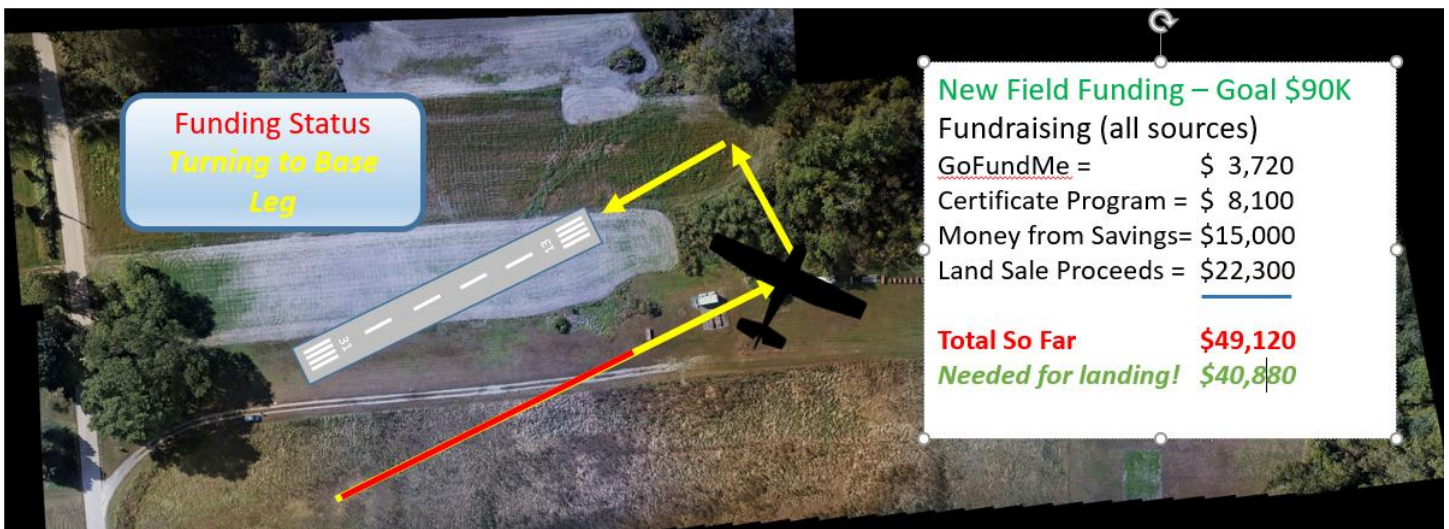 Funding Status
Turning to Base
Leg
13
31
New Field Funding – Goal $90K
Fundraising (all sources)
GoFundMe = $ 3,720
Certificate Program = $ 8,100
Money from Savings= $15,000
Land Sale Proceeds = $22,300
Total So Far $49,120
Needed for landing! $40,880